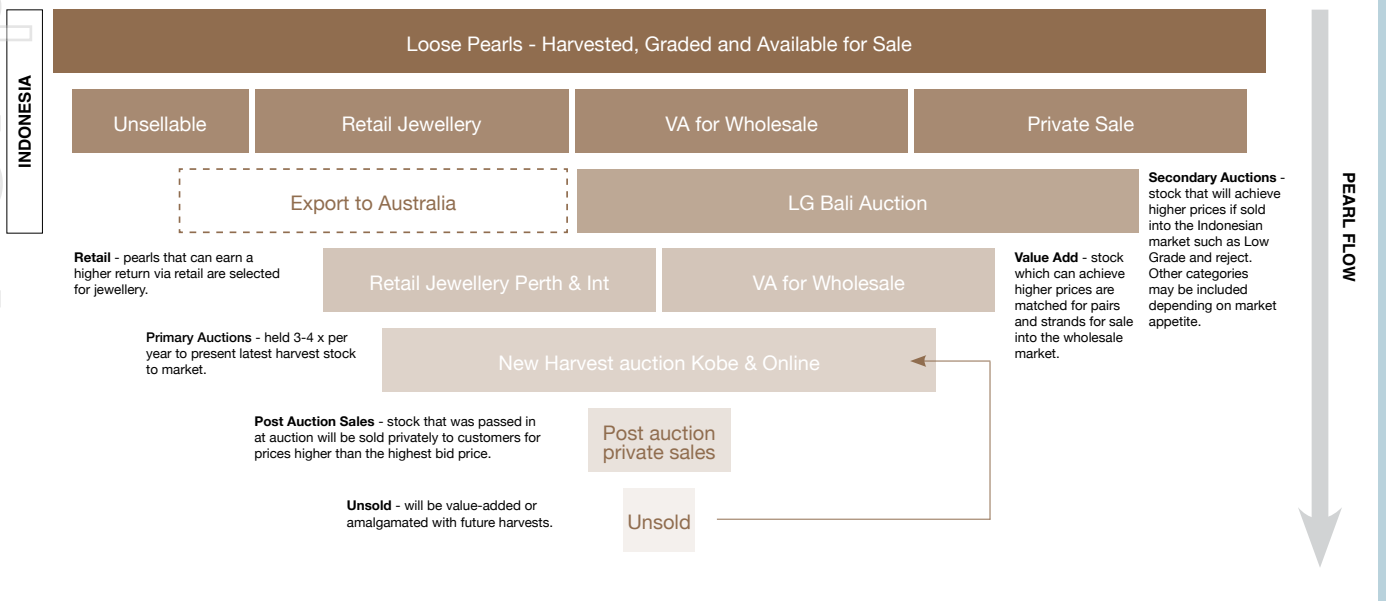 INDONESIA
Loose Pearls - Harvested, Graded and Available for Sale
Unsellable
Retail Jewellery
VA for Wholesale
Private Sale
Export to Australia
LG Bali Auction
Secondary Auctions -
stock that will achieve
higher prices if sold
into the Indonesian
market such as Low
Grade and reject.
Other categories
may be included
depending on market
appetite.
PEARL FLOW
Retail - pearls that can earn a
higher return via retail are selected
for jewellery.
Retail Jewellery Perth & Int
VA for Wholesale
Value Add - stock
which can achieve
higher prices are
matched for pairs
and strands for sale
into the wholesale
market.
Primary Auctions - held 3-4 x per
year to present latest harvest stock
to market.
New Harvest auction Kobe & Online
Post Auction Sales - stock that was passed in
at auction will be sold privately to customers for
prices higher than the highest bid price.
Post auction
private sales
Unsold - will be value-added or
amalgamated with future harvests.
Unsold